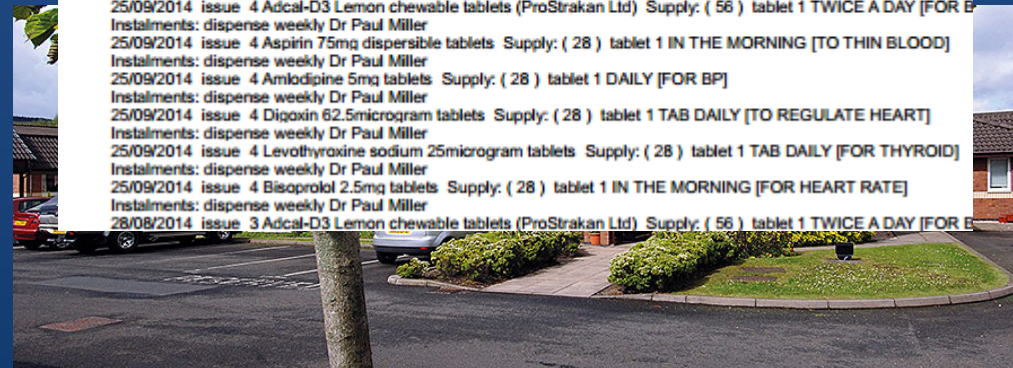 25/09/2014 issue 4 Adcal-D3 Lemon chewable tablets (ProStrakan Ltd) Supply: ( 56 ) tablet 1 TWICE A DAY [FOR B
Instalments: dispense weekly Dr Paul Miller
25/09/2014 issue 4 Aspirin 75mg dispersible tablets Supply: ( 28 ) tablet 1 IN THE MORNING [TO THIN BLOOD]
Instalments: dispense weekly Dr Paul Miller
25/09/2014 issue 4 Amlodipine 5mg tablets Supply: ( 28 ) tablet 1 DAILY [FOR BP]
Instalments: dispense weekly Dr Paul Miller
25/09/2014 issue 4 Digoxin 62.5microgram tablets Supply: ( 28 ) tablet 1 TAB DAILY [TO REGULATE HEART]
Instalments: dispense weekly Dr Paul Miller
25/09/2014 issue 4 Levothyroxine sodium 25microgram tablets Supply: ( 28 ) tablet 1 TAB DAILY [FOR THYROID]
Instalments: dispense weekly Dr Paul Miller
25/09/2014 issue 4 Bisoprolol 2.5mg tablets Supply: ( 28 ) tablet 1 IN THE MORNING [FOR HEART RATE]
Instalments: dispense weekly Dr Paul Miller
28/08/2014 issue 3 Adcal-D3 Lemon chewable tablets (ProStrakan Ltd) Supply: ( 56 ) tablet 1 TWICE A DAY [FOR B